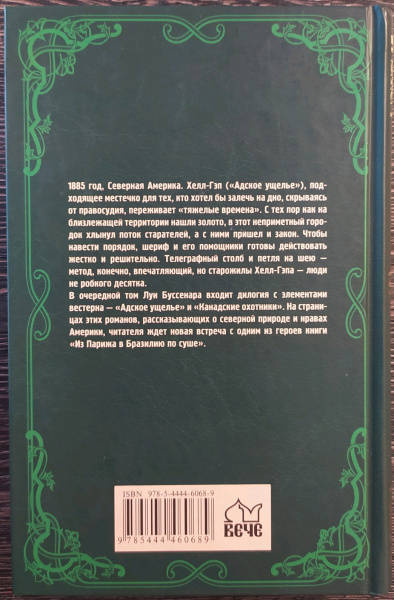 1885 год, Северная Америка. Хелл-Гэп («Адское ущелье»), под-
ходящее местечко для тех, кто хотел бы залечь на дно, скрываясь
от правосудия, переживает «тяжелые времена». С тех пор как на
близлежащей территории нашли золото, в этот неприметный горо-
док хлынул поток старателей, а с ними пришел и закон. Чтобы
навести порядок, шериф и его помощники готовы действовать
жестко и решительно. Телеграфный столб и петля на шею —
метод, конечно, впечатляющий, но старожилы Хелл-Гэпа — люди
не робкого десятка.
В очередной том Луи Буссенара входит дилогия с элементами
вестерна — «Адское ущелье» и «Канадские охотники». На страни-
цах этих романов, рассказывающих о северной природе и нравах
Америки, читателя ждет новая встреча с одним из героев книги
«Из Парижа в Бразилию по суше».
ISBN 978-5-4444-6068-9
9 785444 460689
ВЕЧЕ